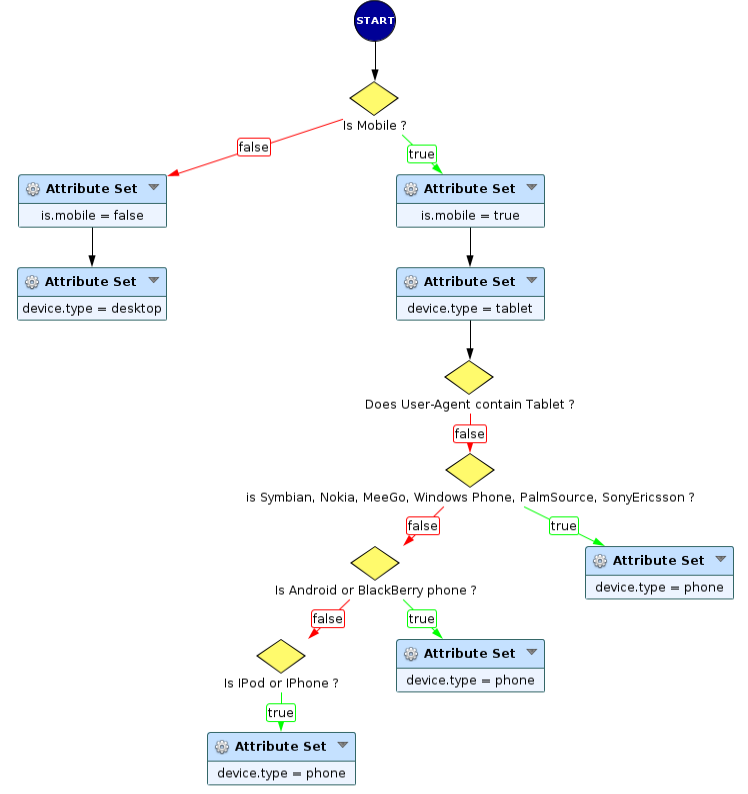 START
Is Mobile ?
false
true
Attribute Set
is.mobile = false
Attribute Set
is.mobile = true
Attribute Set
device.type = desktop
Attribute Set
device.type = tablet
Does User-Agent contain Tablet ?
false
is Symbian, Nokia, MeeGo, Windows Phone, PalmSource, SonyEricsson ?
false
true
Attribute Set
device.type = phone
Is Android or BlackBerry phone ?
false
true
Attribute Set
device.type = phone
Is IPod or IPhone ?
true
Attribute Set
device.type = phone